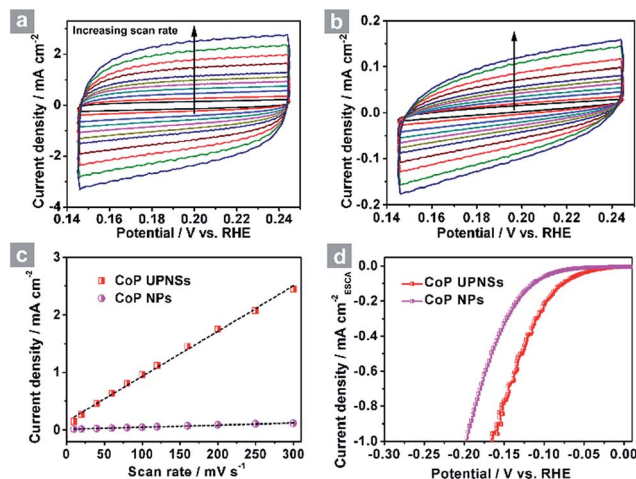 a
Increasing scan rate
Current density / mA cm⁻²
2
0
-2
-4
0.14 0.16 0.18 0.20 0.22 0.24
Potential / V vs. RHE
b
Current density / mA cm⁻²
0.2
0.1
0.0
-0.1
-0.2
0.14 0.16 0.18 0.20 0.22 0.24
Potential / V vs. RHE
c
CoP UPNSs
CoP NPs
Current density / mA cm⁻²
3
2
1
0
0 50 100 150 200 250 300
Scan rate / mV s⁻¹
d
CoP UPNSs
CoP NPs
Current density / mA cm⁻²ESCA
0.0
-0.2
-0.4
-0.6
-0.8
-1.0
-0.30 -0.25 -0.20 -0.15 -0.10 -0.05 0.00
Potential / V vs. RHE